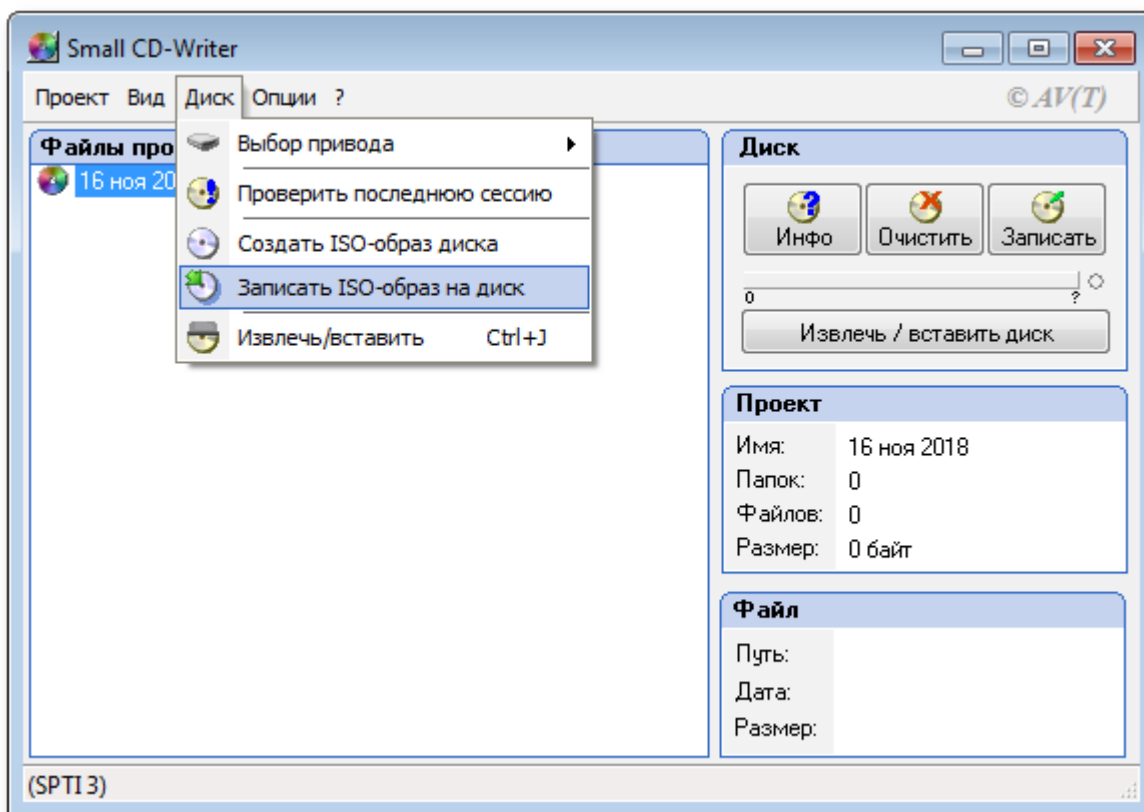 Small CD-Writer
Проект Вид Диск Опции ?
© AV(T)
Файлы про
16 ноя 20
Выбор привода
Проверить последнюю сессию
Создать ISO-образ диска
Записать ISO-образ на диск
Извлечь/вставить Ctrl+J
Диск
Инфо Очистить Записать
0 ?
Извлечь / вставить диск
Проект
Имя: 16 ноя 2018
Папок: 0
Файлов: 0
Размер: 0 байт
Файл
Путь:
Дата:
Размер:
(SPTI 3)